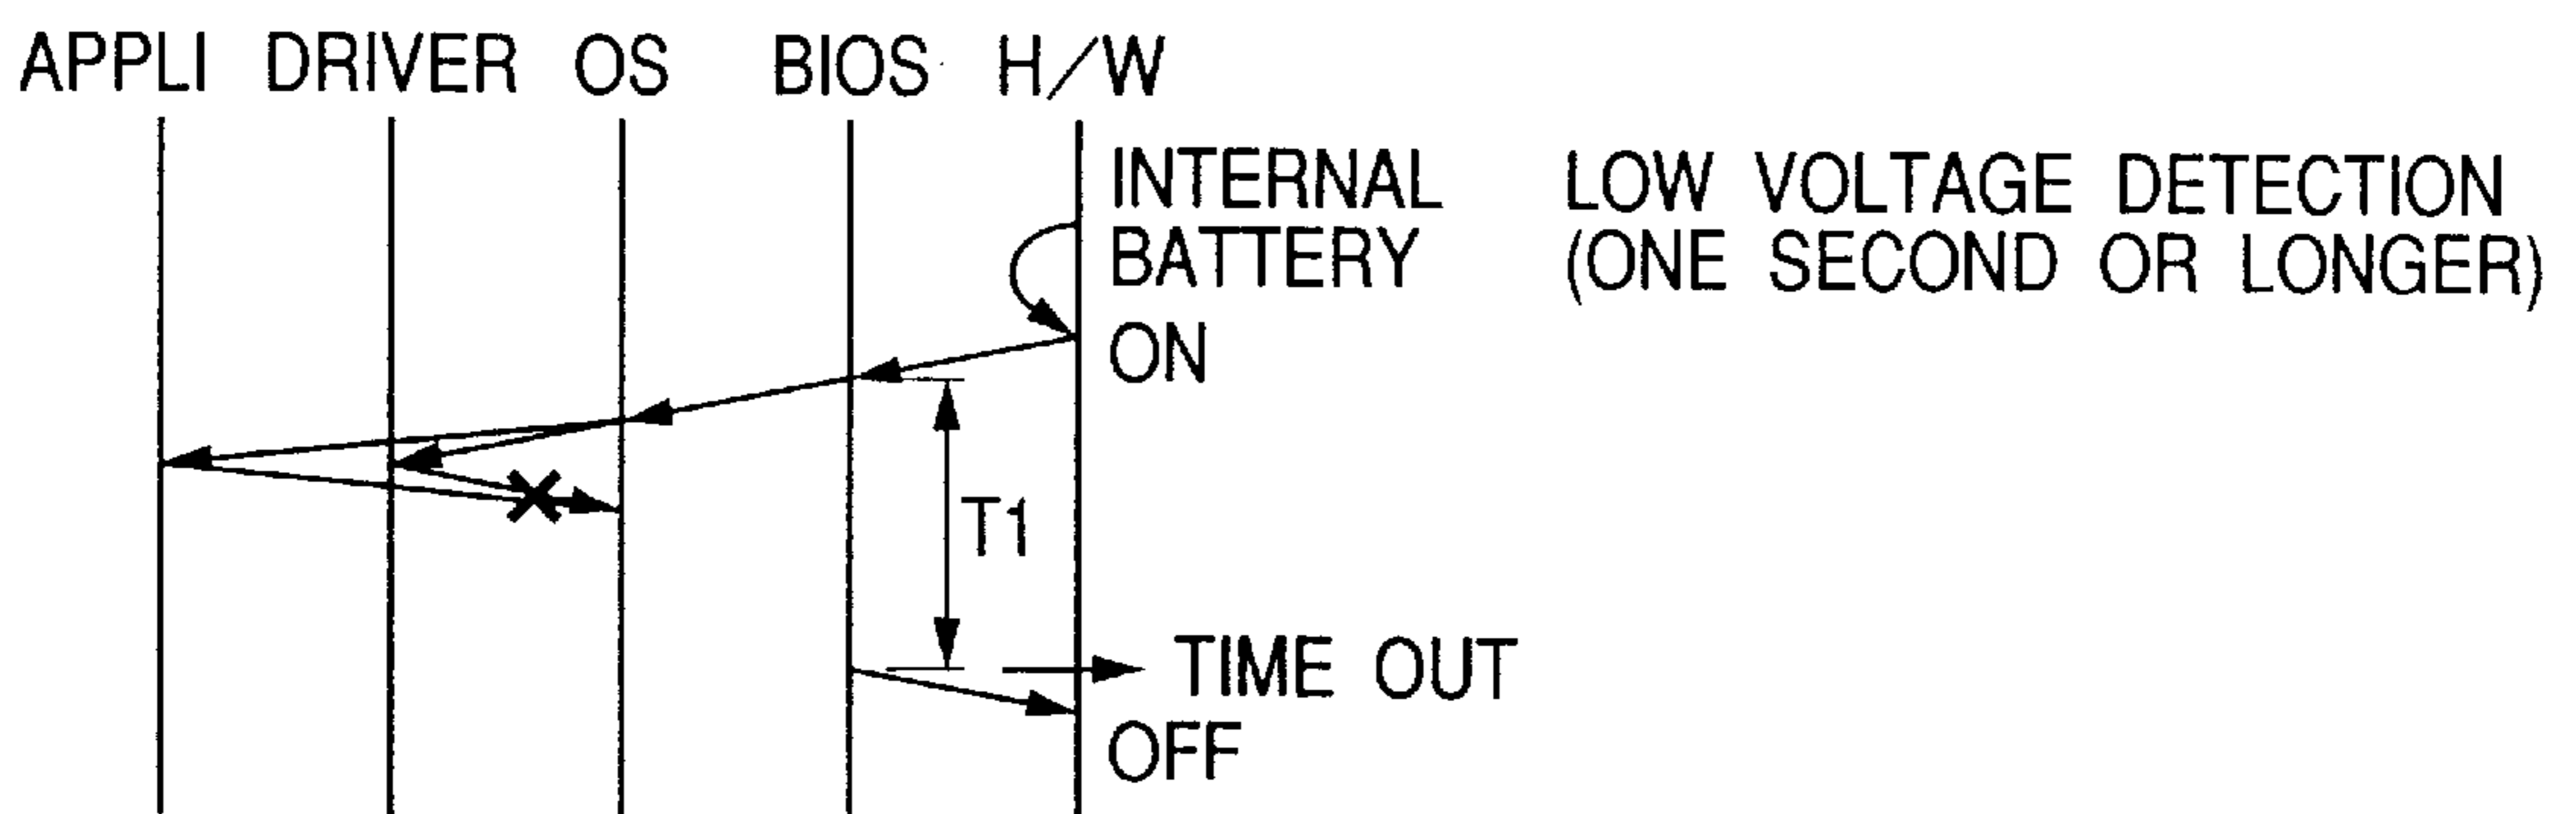 APPLI DRIVER OS BIOS H/W
INTERNAL LOW VOLTAGE DETECTION
BATTERY (ONE SECOND OR LONGER)
ON
T1
TIME OUT
OFF